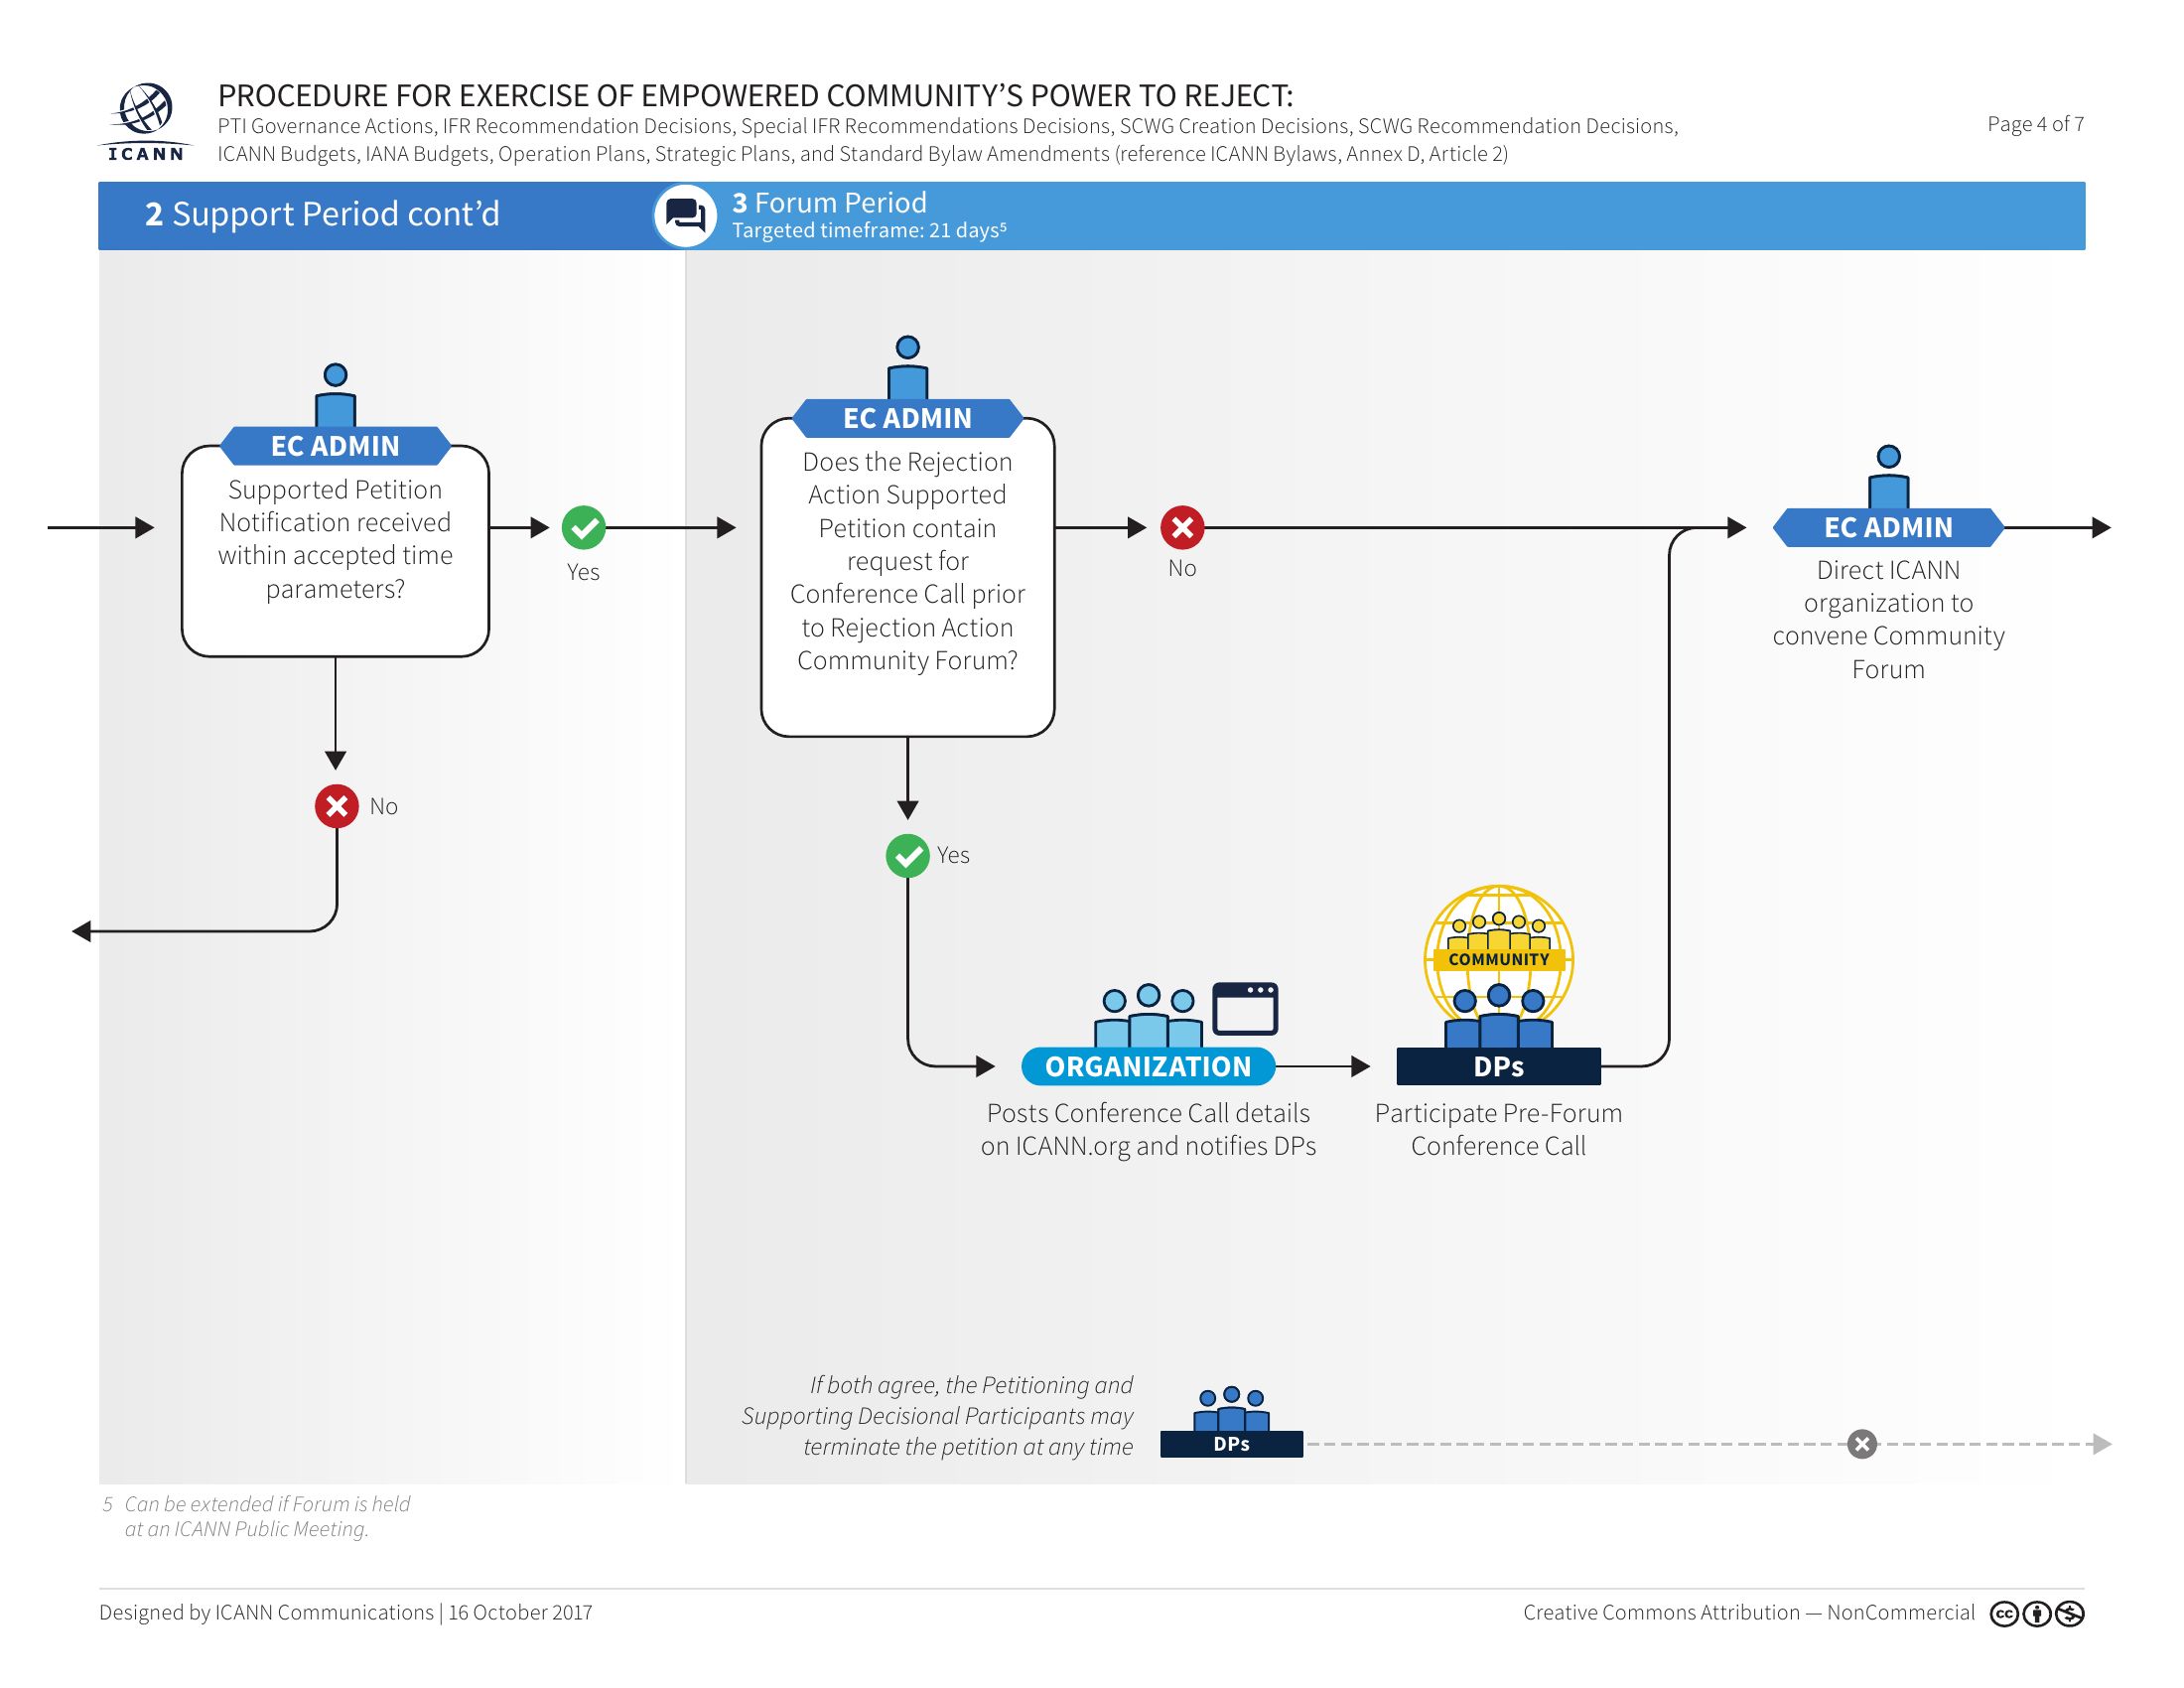 PROCEDURE FOR EXERCISE OF EMPOWERED COMMUNITY’S POWER TO REJECT:
PTI Governance Actions, IFR Recommendation Decisions, Special IFR Recommendations Decisions, SCWG Creation Decisions, SCWG Recommendation Decisions,
ICANN Budgets, IANA Budgets, Operation Plans, Strategic Plans, and Standard Bylaw Amendments (reference ICANN Bylaws, Annex D, Article 2)
ICANN
Page 4 of 7
2 Support Period cont’d
3 Forum Period
Targeted timeframe: 21 days⁵
EC ADMIN
Supported Petition
Notification received
within accepted time
parameters?
Yes
No
EC ADMIN
Does the Rejection
Action Supported
Petition contain
request for
Conference Call prior
to Rejection Action
Community Forum?
No
Yes
EC ADMIN
Direct ICANN
organization to
convene Community
Forum
ORGANIZATION
Posts Conference Call details
on ICANN.org and notifies DPs
COMMUNITY
DPs
Participate Pre-Forum
Conference Call
If both agree, the Petitioning and
Supporting Decisional Participants may
terminate the petition at any time
DPs
5 Can be extended if Forum is held
at an ICANN Public Meeting.
Designed by ICANN Communications | 16 October 2017
Creative Commons Attribution — NonCommercial
cc